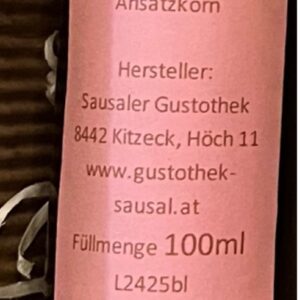 Ansatzkorn
Hersteller:
Sausaler Gustothek
8442 Kitzeck, Höch 11
www.gustothek-
sausal.at
Füllmenge 100ml
L2425bl